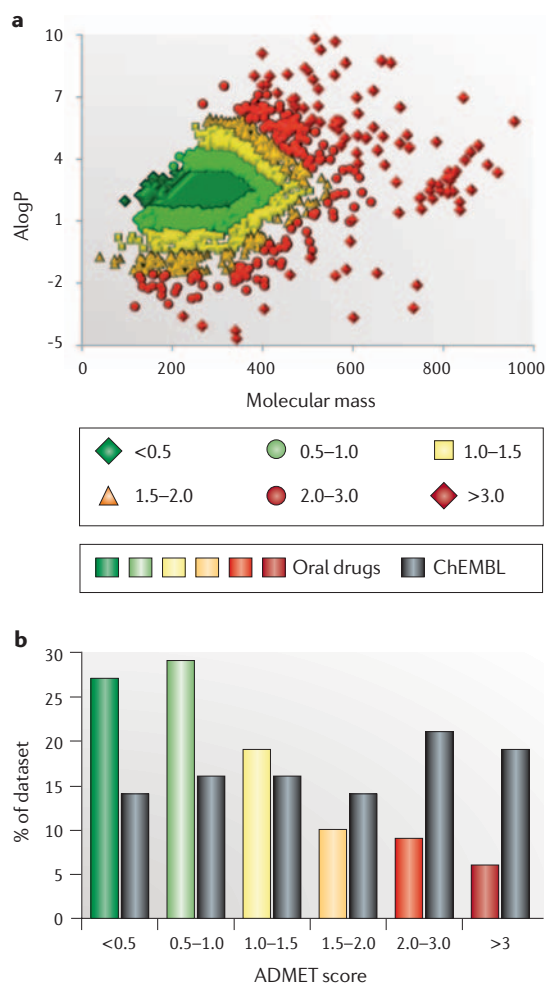 a
10
7
4
1
-2
-5
AlogP
0 200 400 600 800 1000
Molecular mass
<0.5 0.5–1.0 1.0–1.5
1.5–2.0 2.0–3.0 >3.0
Oral drugs ChEMBL
b
30
25
20
15
10
5
0
% of dataset
<0.5 0.5–1.0 1.0–1.5 1.5–2.0 2.0–3.0 >3
ADMET score